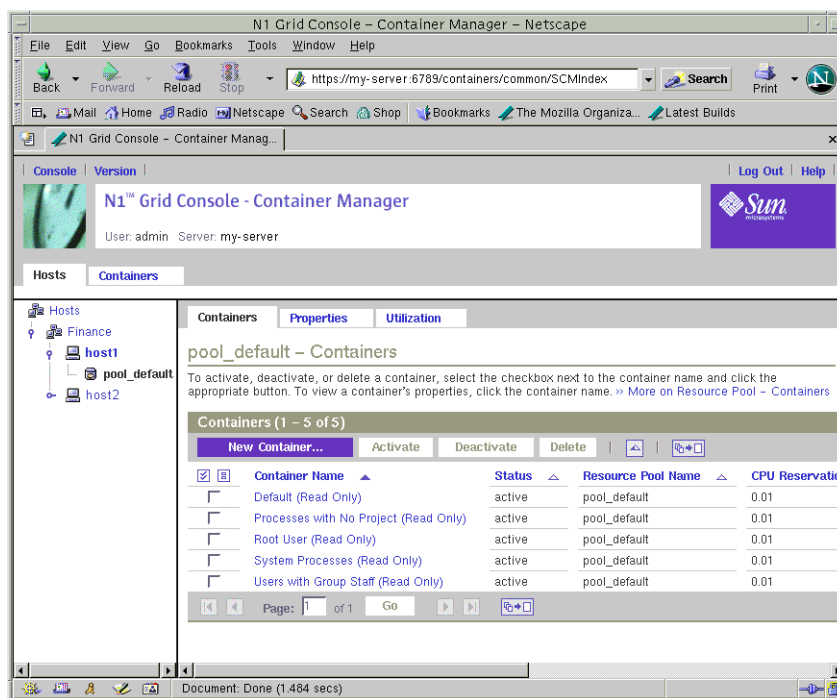 N1 Grid Console – Container Manager – Netscape
File Edit View Go Bookmarks Tools Window Help
Back Forward Reload Stop https://my-server:6789/containers/common/SCMIndex Search Print N
Mail Home Radio Netscape Search Shop Bookmarks The Mozilla Organiza... Latest Builds
N1 Grid Console – Container Manag...
Console Version Log Out Help
N1™ Grid Console - Container Manager
Sun
microsystems
User: admin Server: my-server
Hosts Containers
Hosts
Finance
host1
pool_default
host2
Containers Properties Utilization
pool_default – Containers
To activate, deactivate, or delete a container, select the checkbox next to the container name and click the
appropriate button. To view a container's properties, click the container name. » More on Resource Pool – Containers
Containers (1 – 5 of 5)
New Container... Activate Deactivate Delete
Container Name Status Resource Pool Name CPU Reservatio
Default (Read Only) active pool_default 0.01
Processes with No Project (Read Only) active pool_default 0.01
Root User (Read Only) active pool_default 0.01
System Processes (Read Only) active pool_default 0.01
Users with Group Staff (Read Only) active pool_default 0.01
Page: 1 of 1 Go
Document: Done (1.484 secs)